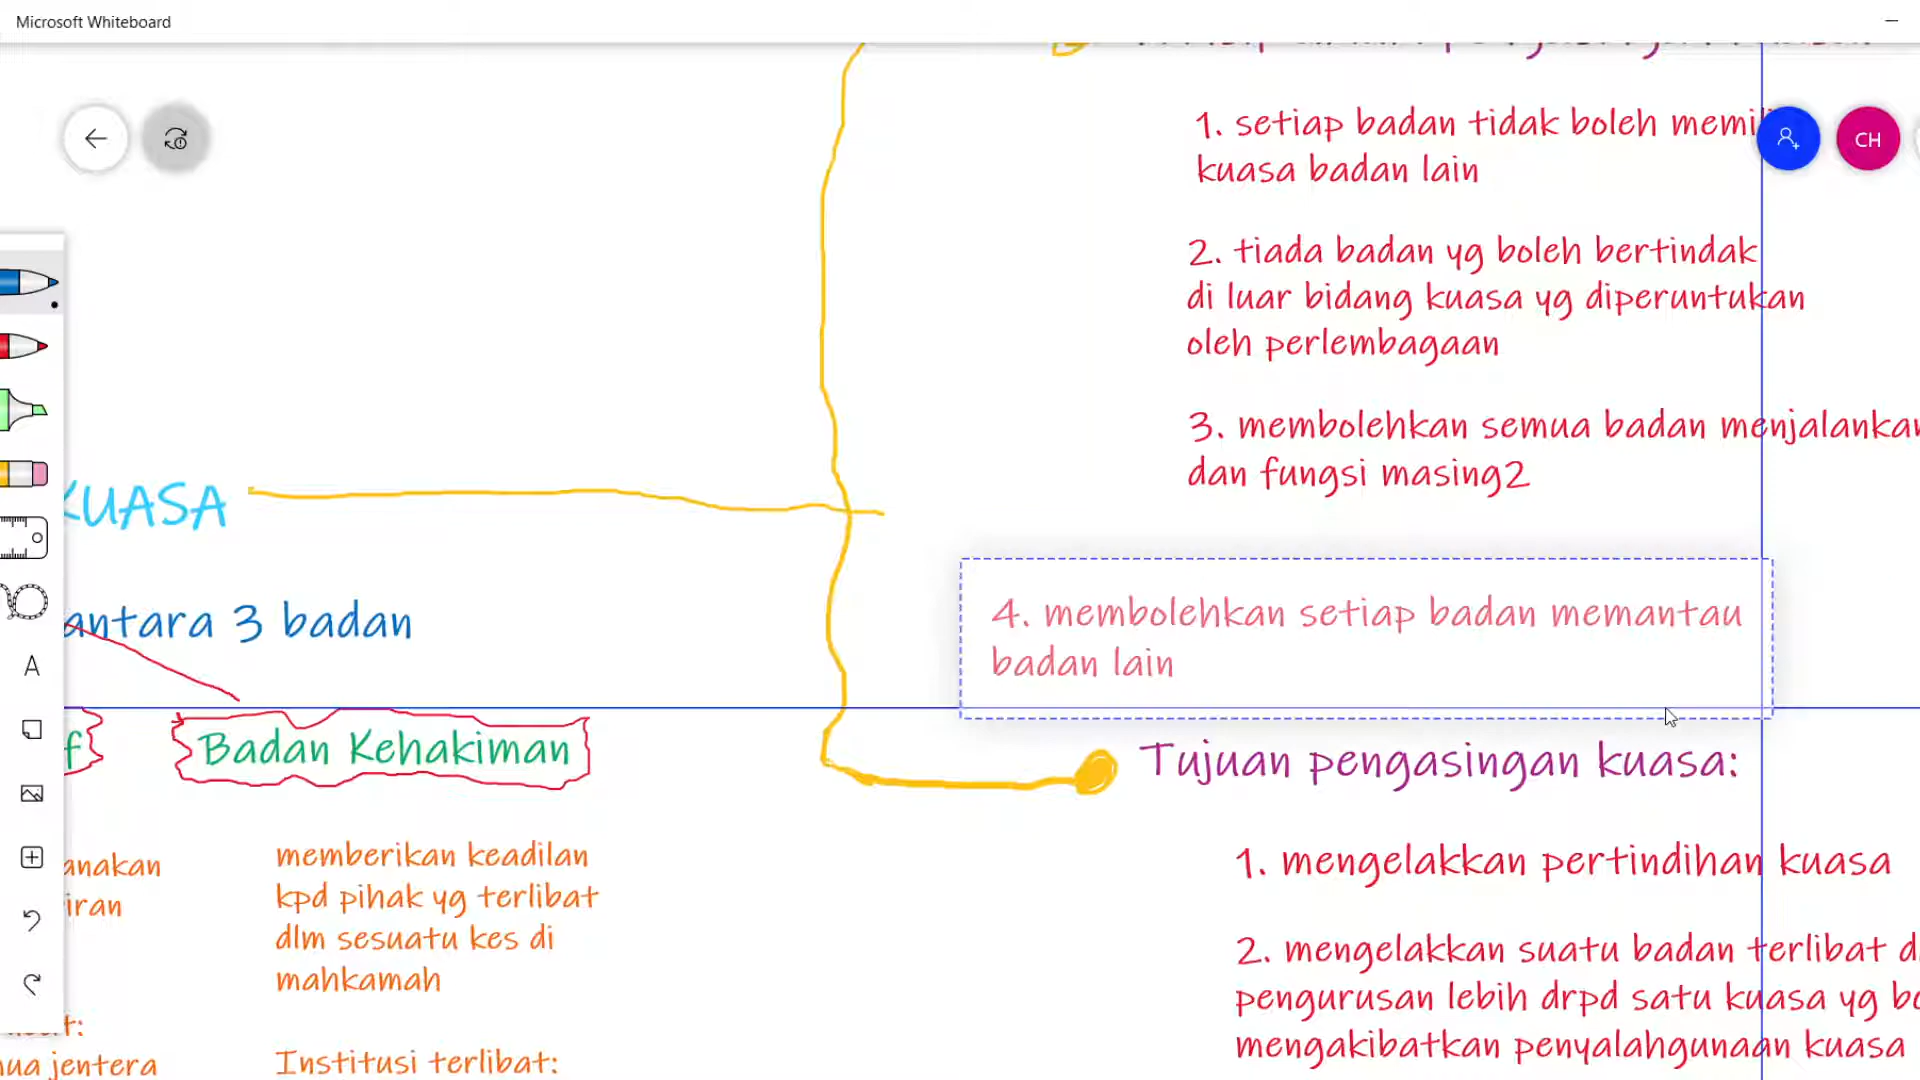 Microsoft Whiteboard
CH
1. setiap badan tidak boleh
kuasa badan lain
2. tiada badan yg boleh bertindak
di luar bidang kuasa yg diperuntukan
oleh perlembagaan
3. membolehkan semua badan menjalankan
dan fungsi masing2
4. membolehkan setiap badan memantau
badan lain
KUASA
antara 3 badan
Badan Kehakiman
memberikan keadilan
kpd pihak yg terlibat
dlm sesuatu kes di
mahkamah
Institusi terlibat:
anakan
iran
jentera
Tujuan pengasingan kuasa:
1. mengelakkan pertindihan kuasa
2. mengelakkan suatu badan terlibat
pengurusan lebih drpd satu kuasa yg
mengakibatkan penyalahgunaan kuasa
A